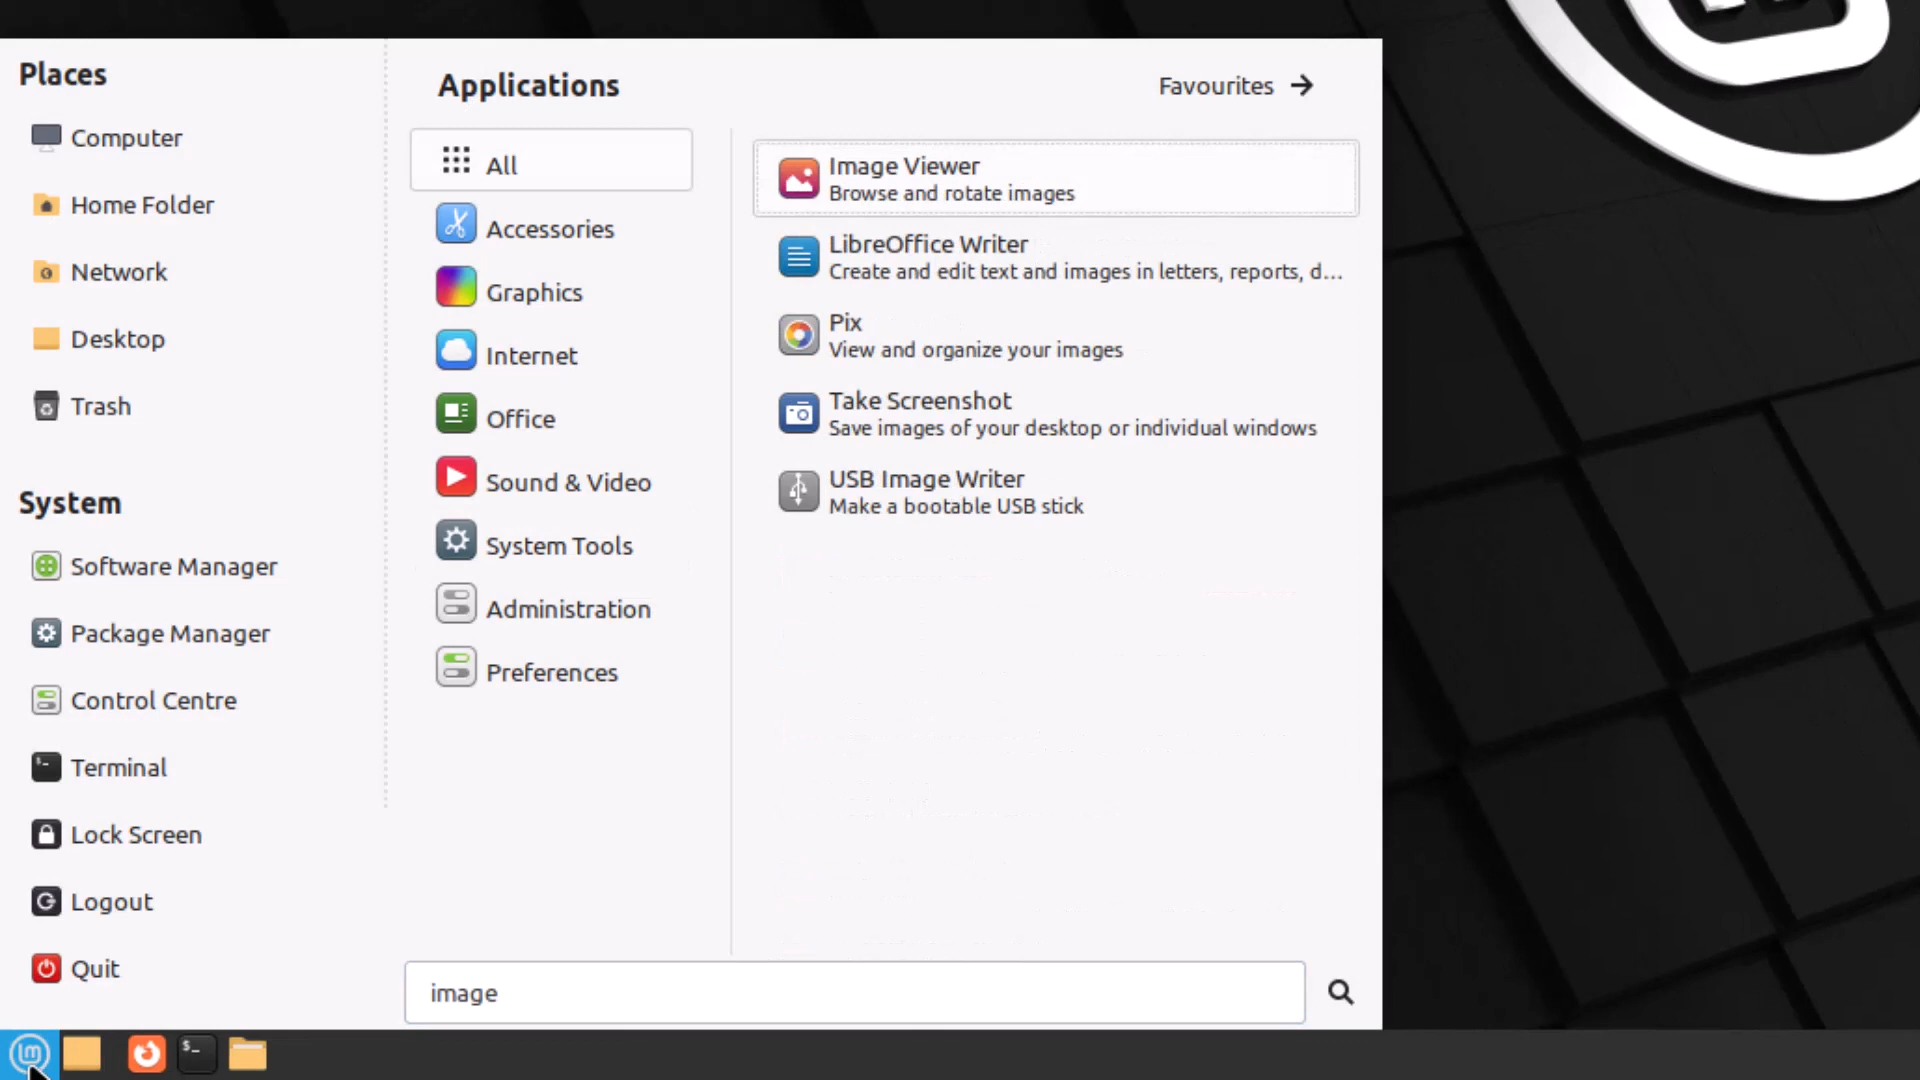 Places
Computer
Home Folder
Network
Desktop
Trash
System
Software Manager
Package Manager
Control Centre
Terminal
Lock Screen
Logout
Quit
Applications
Favourites
All
Accessories
Graphics
Internet
Office
Sound & Video
System Tools
Administration
Preferences
Image Viewer
Browse and rotate images
LibreOffice Writer
Create and edit text and images in letters, reports, d...
Pix
View and organize your images
Take Screenshot
Save images of your desktop or individual windows
USB Image Writer
Make a bootable USB stick
image